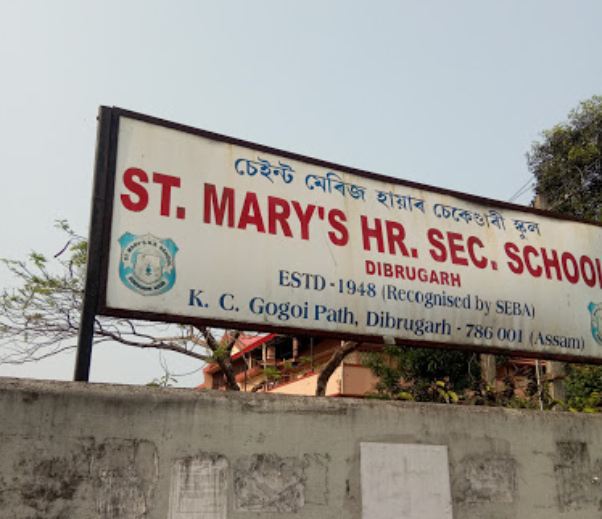 চেইন্ট মেৰিজ হায়াৰ চেকেণ্ডাৰী স্কুল
ST. MARY'S HR. SEC. SCHOOL
DIBRUGARH
ESTD - 1948 (Recognised by SEBA)
K. C. Gogoi Path, Dibrugarh - 786 001 (Assam)